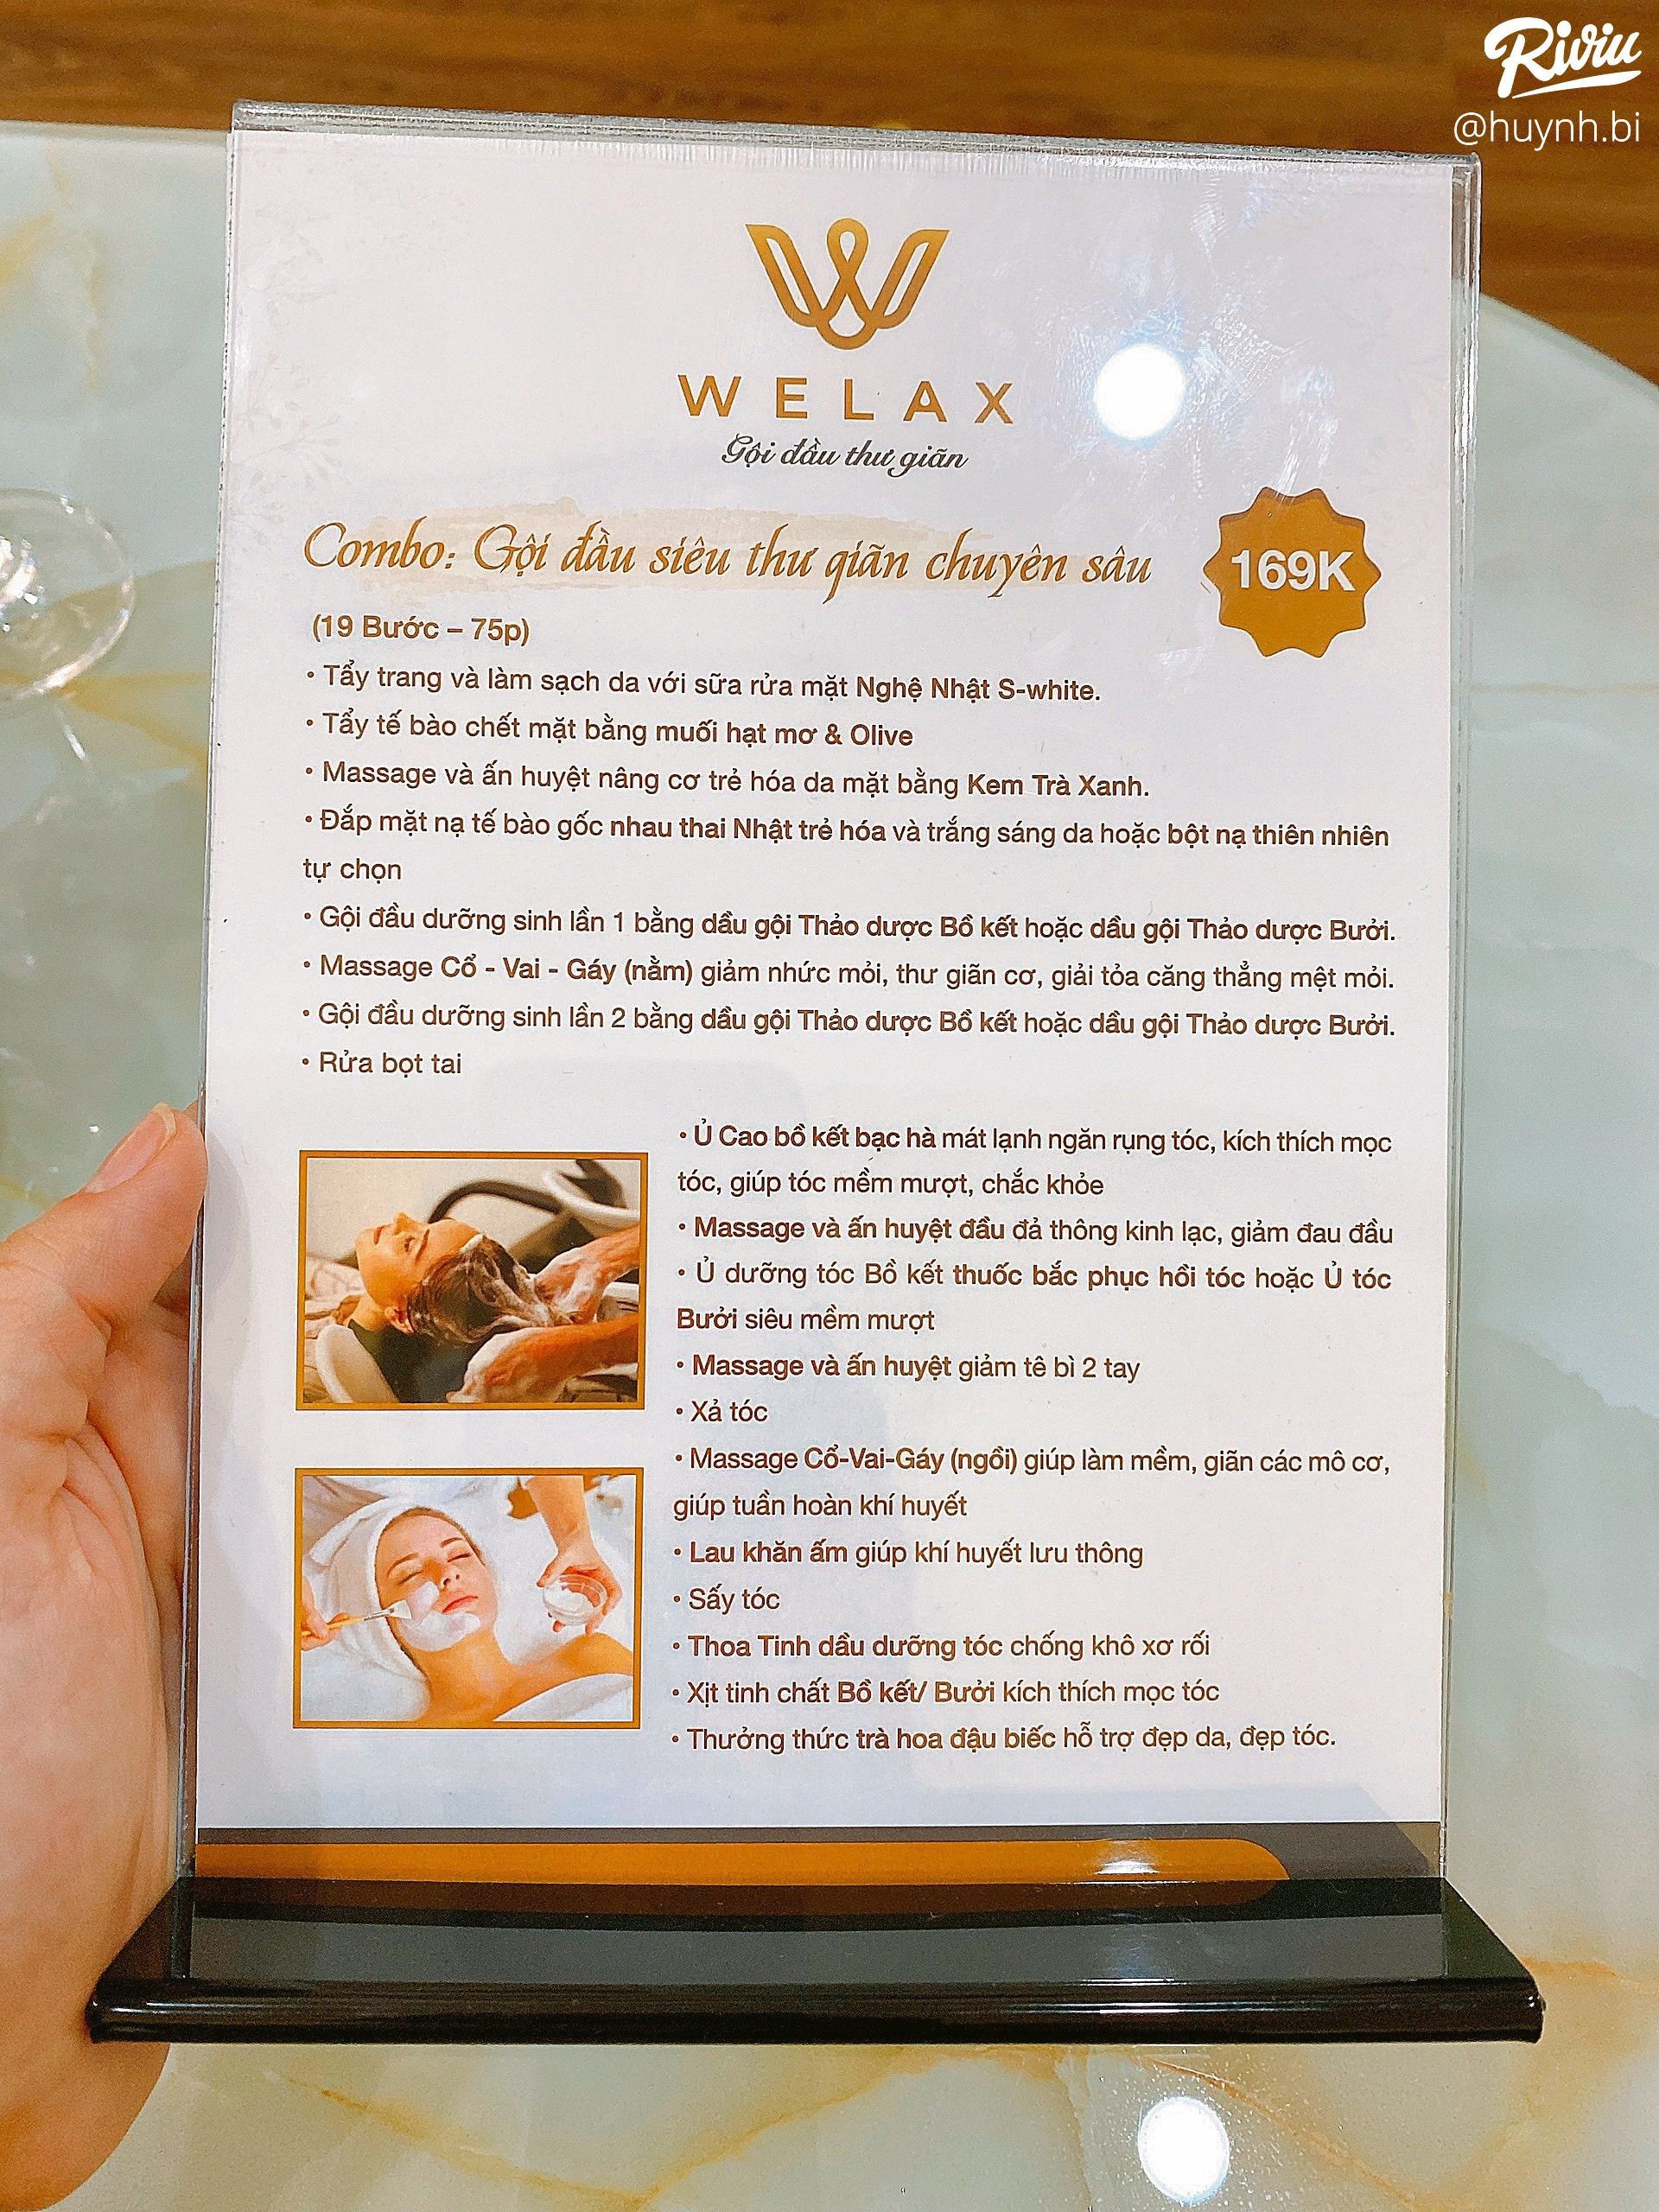 Riviu
@huynh.bi
WELAX
Gội đầu thư giãn
Combo: Gội đầu siêu thư giãn chuyên sâu
169K
(19 Bước – 75p)
• Tẩy trang và làm sạch da với sữa rửa mặt Nghệ Nhật S-white.
• Tẩy tế bào chết mặt bằng muối hạt mơ & Olive
• Massage và ấn huyệt nâng cơ trẻ hóa da mặt bằng Kem Trà Xanh.
• Đắp mặt nạ tế bào gốc nhau thai Nhật trẻ hóa và trắng sáng da hoặc bột nạ thiên nhiên
tự chọn
• Gội đầu dưỡng sinh lần 1 bằng dầu gội Thảo dược Bồ kết hoặc dầu gội Thảo dược Bưởi.
• Massage Cổ - Vai - Gáy (nằm) giảm nhức mỏi, thư giãn cơ, giải tỏa căng thẳng mệt mỏi.
• Gội đầu dưỡng sinh lần 2 bằng dầu gội Thảo dược Bồ kết hoặc dầu gội Thảo dược Bưởi.
• Rửa bọt tai
• Ủ Cao bồ kết bạc hà mát lạnh ngăn rụng tóc, kích thích mọc
tóc, giúp tóc mềm mượt, chắc khỏe
• Massage và ấn huyệt đầu đả thông kinh lạc, giảm đau đầu
• Ủ dưỡng tóc Bồ kết thuốc bắc phục hồi tóc hoặc Ủ tóc
Bưởi siêu mềm mượt
• Massage và ấn huyệt giảm tê bì 2 tay
• Xả tóc
• Massage Cổ-Vai-Gáy (ngồi) giúp làm mềm, giãn các mô cơ,
giúp tuần hoàn khí huyết
• Lau khăn ấm giúp khí huyết lưu thông
• Sấy tóc
• Thoa Tinh dầu dưỡng tóc chống khô xơ rối
• Xịt tinh chất Bồ kết/ Bưởi kích thích mọc tóc
• Thưởng thức trà hoa đậu biếc hỗ trợ đẹp da, đẹp tóc.